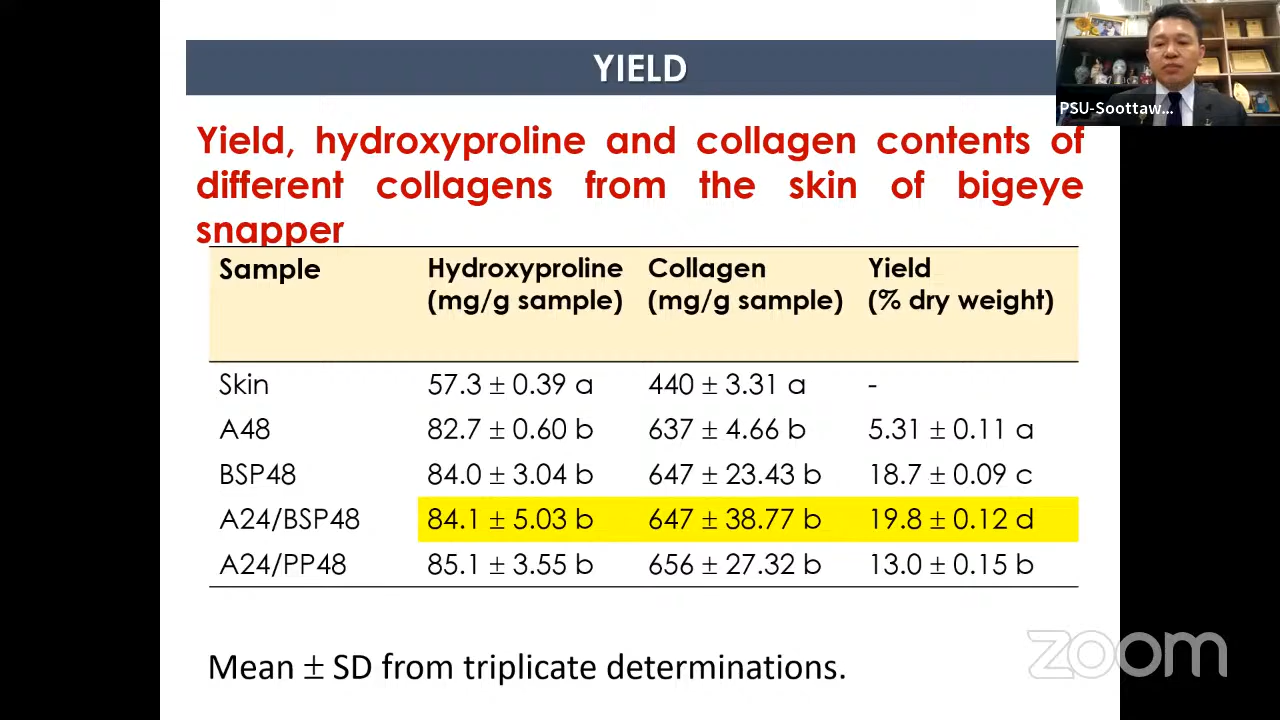 YIELD
PSU-Soottaw...
Yield, hydroxyproline and collagen contents of
different collagens from the skin of bigeye
snapper
Sample Hydroxyproline (mg/g sample) Collagen (mg/g sample) Yield (% dry weight)
Skin 57.3 ± 0.39 a 440 ± 3.31 a -
A48 82.7 ± 0.60 b 637 ± 4.66 b 5.31 ± 0.11 a
BSP48 84.0 ± 3.04 b 647 ± 23.43 b 18.7 ± 0.09 c
A24/BSP48 84.1 ± 5.03 b 647 ± 38.77 b 19.8 ± 0.12 d
A24/PP48 85.1 ± 3.55 b 656 ± 27.32 b 13.0 ± 0.15 b
Mean ± SD from triplicate determinations.
zoom